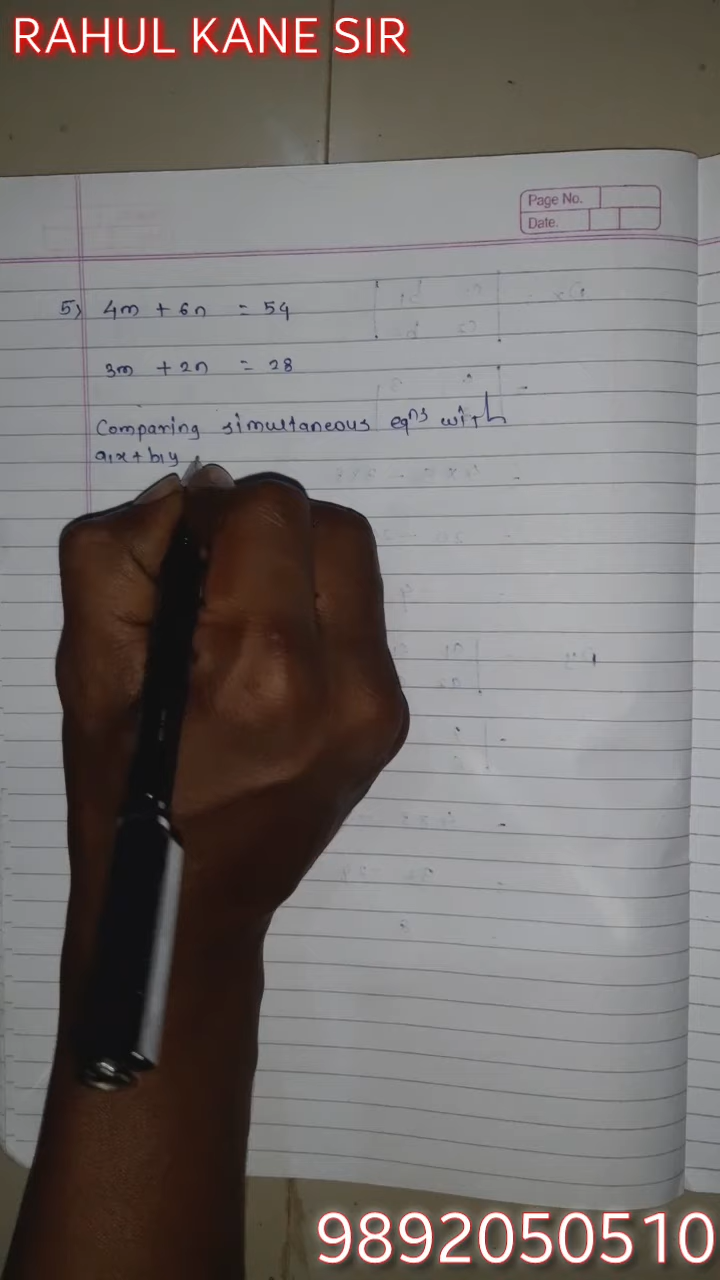 RAHUL KANE SIR
Page No.
Date.
5) 4m + 6n = 54
3m + 2n = 28
Comparing simultaneous eqns with
a1x + b1y
9892050510